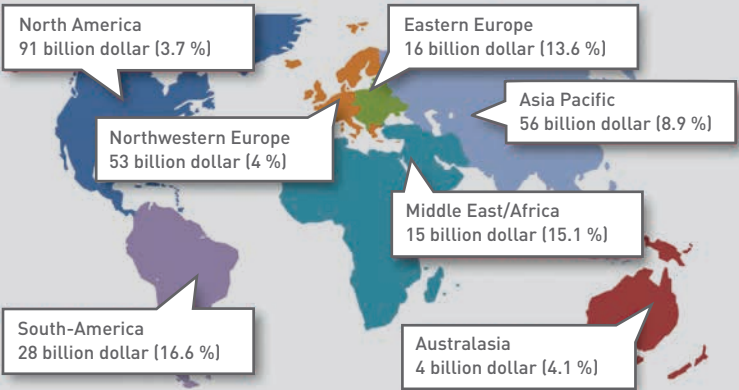 North America
91 billion dollar (3.7 %)
Eastern Europe
16 billion dollar (13.6 %)
Asia Pacific
56 billion dollar (8.9 %)
Northwestern Europe
53 billion dollar (4 %)
Middle East/Africa
15 billion dollar (15.1 %)
South-America
28 billion dollar (16.6 %)
Australasia
4 billion dollar (4.1 %)